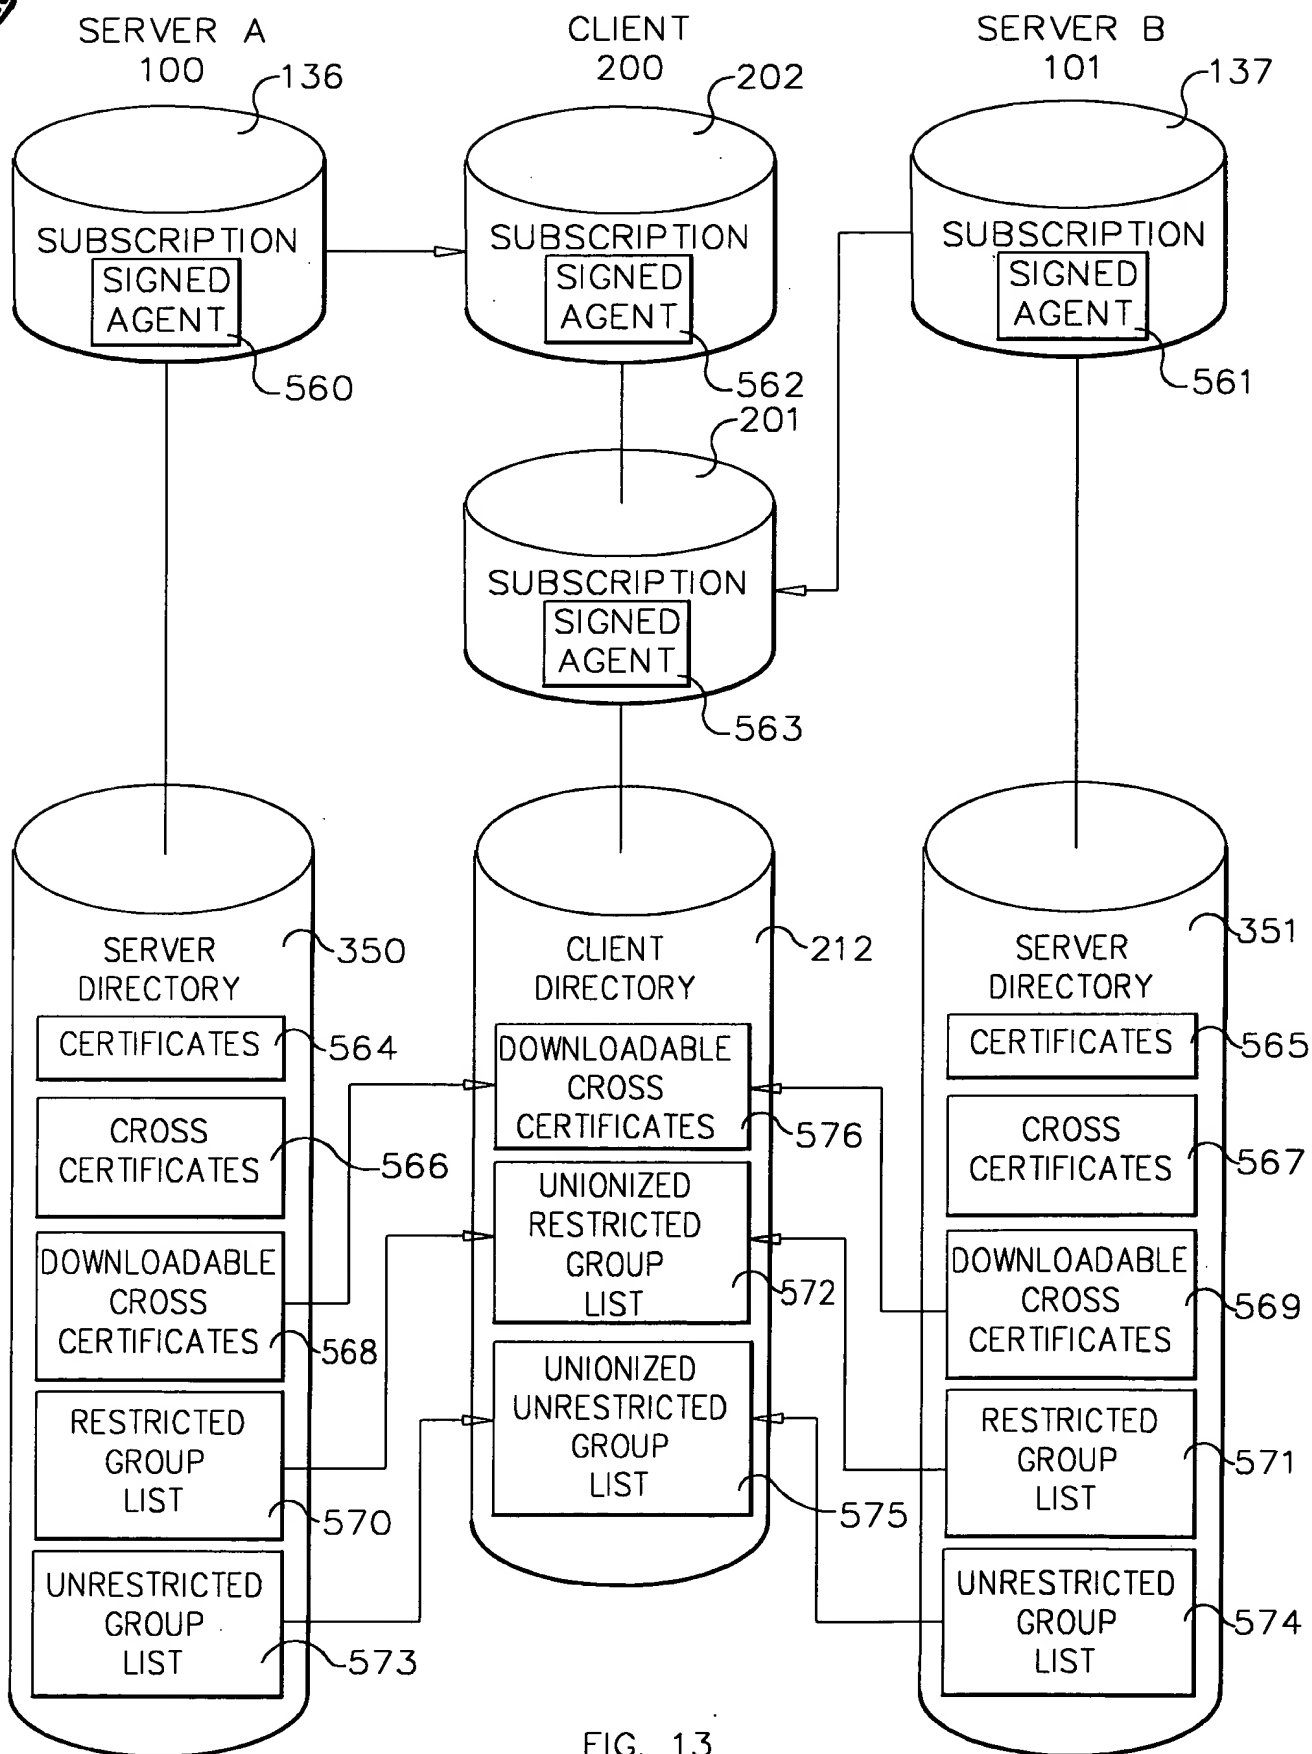 SERVER A
100
136
SUBSCRIPTION
SIGNED
AGENT
560
CLIENT
200
202
SUBSCRIPTION
SIGNED
AGENT
562
SERVER B
101
137
SUBSCRIPTION
SIGNED
AGENT
561
201
SUBSCRIPTION
SIGNED
AGENT
563
SERVER
DIRECTORY
350
CERTIFICATES
564
CROSS
CERTIFICATES
566
DOWNLOADABLE
CROSS
CERTIFICATES
568
RESTRICTED
GROUP
LIST
570
UNRESTRICTED
GROUP
LIST
573
CLIENT
DIRECTORY
212
DOWNLOADABLE
CROSS
CERTIFICATES
576
UNIONIZED
RESTRICTED
GROUP
LIST
572
UNIONIZED
UNRESTRICTED
GROUP
LIST
575
SERVER
DIRECTORY
351
CERTIFICATES
565
CROSS
CERTIFICATES
567
DOWNLOADABLE
CROSS
CERTIFICATES
569
RESTRICTED
GROUP
LIST
571
UNRESTRICTED
GROUP
LIST
574
FIG. 13